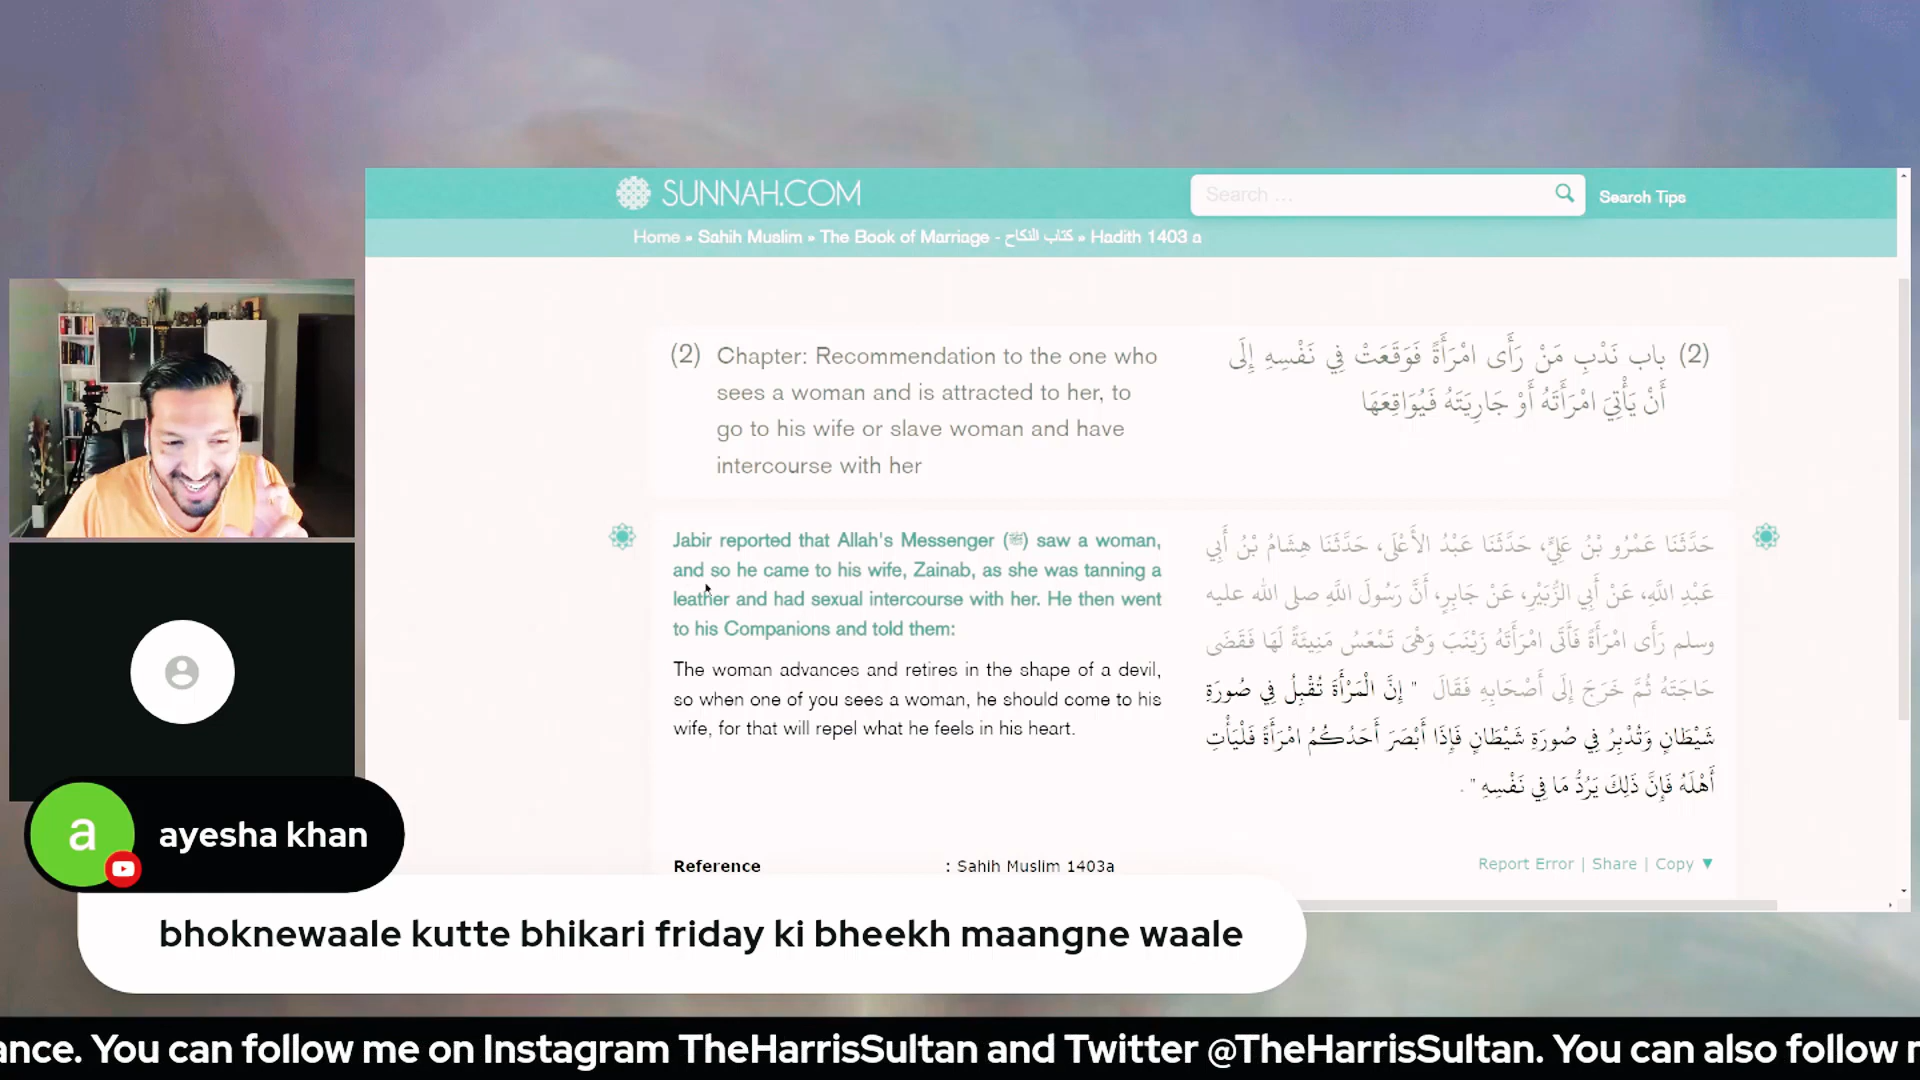 SUNNAH.COM
Search ...
Search Tips
Home » Sahih Muslim » The Book of Marriage - كتاب النكاح » Hadith 1403 a
(2) Chapter: Recommendation to the one who
sees a woman and is attracted to her, to
go to his wife or slave woman and have
intercourse with her
(2) باب نَدْبِ مَنْ رَأَى امْرَأَةً فَوَقَعَتْ فِي نَفْسِهِ إِلَى
أَنْ يَأْتِيَ امْرَأَتَهُ أَوْ جَارِيَتَهُ فَيُوَاقِعَهَا
Jabir reported that Allah's Messenger (ﷺ) saw a woman,
and so he came to his wife, Zainab, as she was tanning a
leather and had sexual intercourse with her. He then went
to his Companions and told them:
The woman advances and retires in the shape of a devil,
so when one of you sees a woman, he should come to his
wife, for that will repel what he feels in his heart.
حَدَّثَنَا عَمْرُو بْنُ عَلِيٍّ، حَدَّثَنَا عَبْدُ الأَعْلَى، حَدَّثَنَا هِشَامُ بْنُ أَبِي
عَبْدِ اللَّهِ، عَنْ أَبِي الزُّبَيْرِ، عَنْ جَابِرٍ، أَنَّ رَسُولَ اللَّهِ صلى الله عليه
وسلم رَأَى امْرَأَةً فَأَتَى امْرَأَتَهُ زَيْنَبَ وَهْىَ تَمْعَسُ مَنِيئَةً لَهَا فَقَضَى
حَاجَتَهُ ثُمَّ خَرَجَ إِلَى أَصْحَابِهِ فَقَالَ " إِنَّ الْمَرْأَةَ تُقْبِلُ فِي صُورَةِ
شَيْطَانٍ وَتُدْبِرُ فِي صُورَةِ شَيْطَانٍ فَإِذَا أَبْصَرَ أَحَدُكُمُ امْرَأَةً فَلْيَأْتِ
أَهْلَهُ فَإِنَّ ذَلِكَ يَرُدُّ مَا فِي نَفْسِهِ " .
Reference : Sahih Muslim 1403a
Report Error | Share | Copy ▼
a
ayesha khan
bhoknewaale kutte bhikari friday ki bheekh maangne waale
ance. You can follow me on Instagram TheHarrisSultan and Twitter @TheHarrisSultan. You can also follow